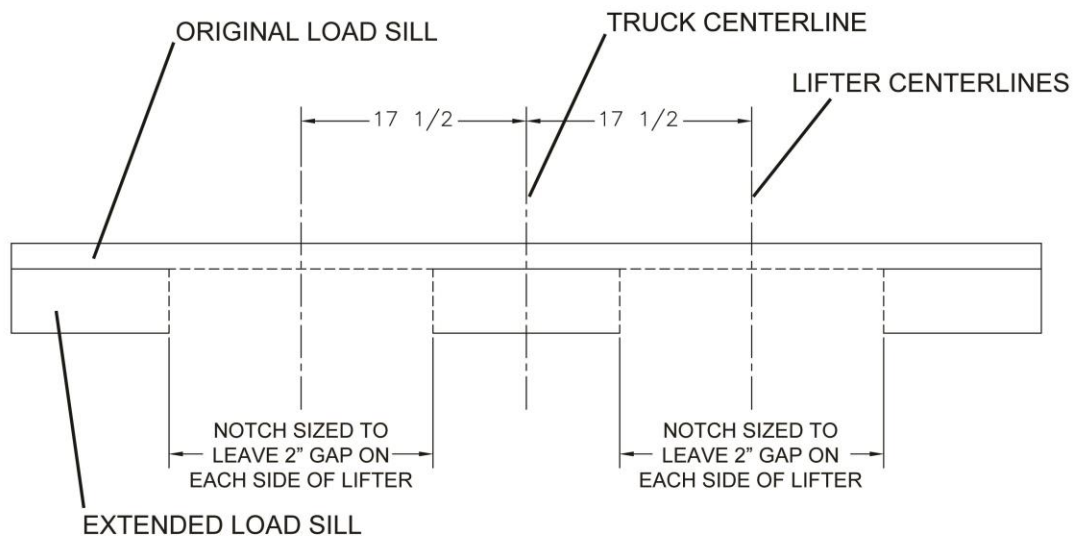 ORIGINAL LOAD SILL
TRUCK CENTERLINE
LIFTER CENTERLINES
17 1/2
17 1/2
NOTCH SIZED TO
LEAVE 2" GAP ON
EACH SIDE OF LIFTER
NOTCH SIZED TO
LEAVE 2" GAP ON
EACH SIDE OF LIFTER
EXTENDED LOAD SILL